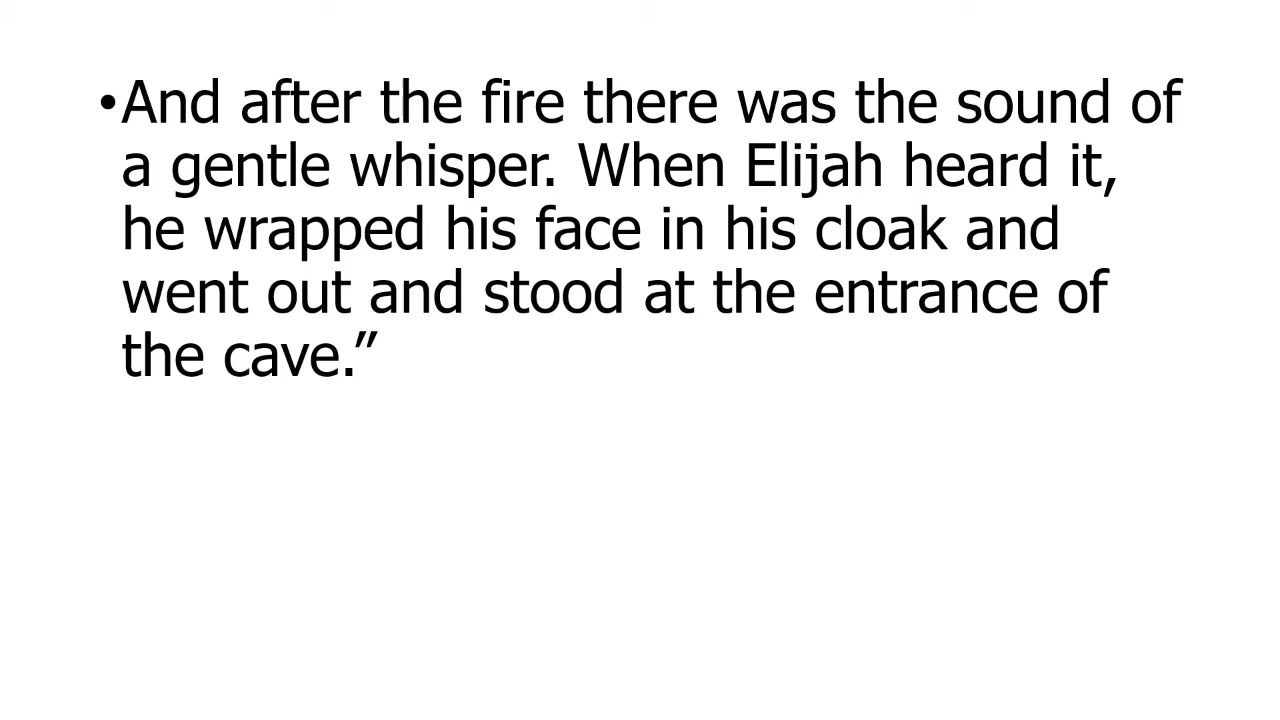 •And after the fire there was the sound of
a gentle whisper. When Elijah heard it,
he wrapped his face in his cloak and
went out and stood at the entrance of
the cave.”